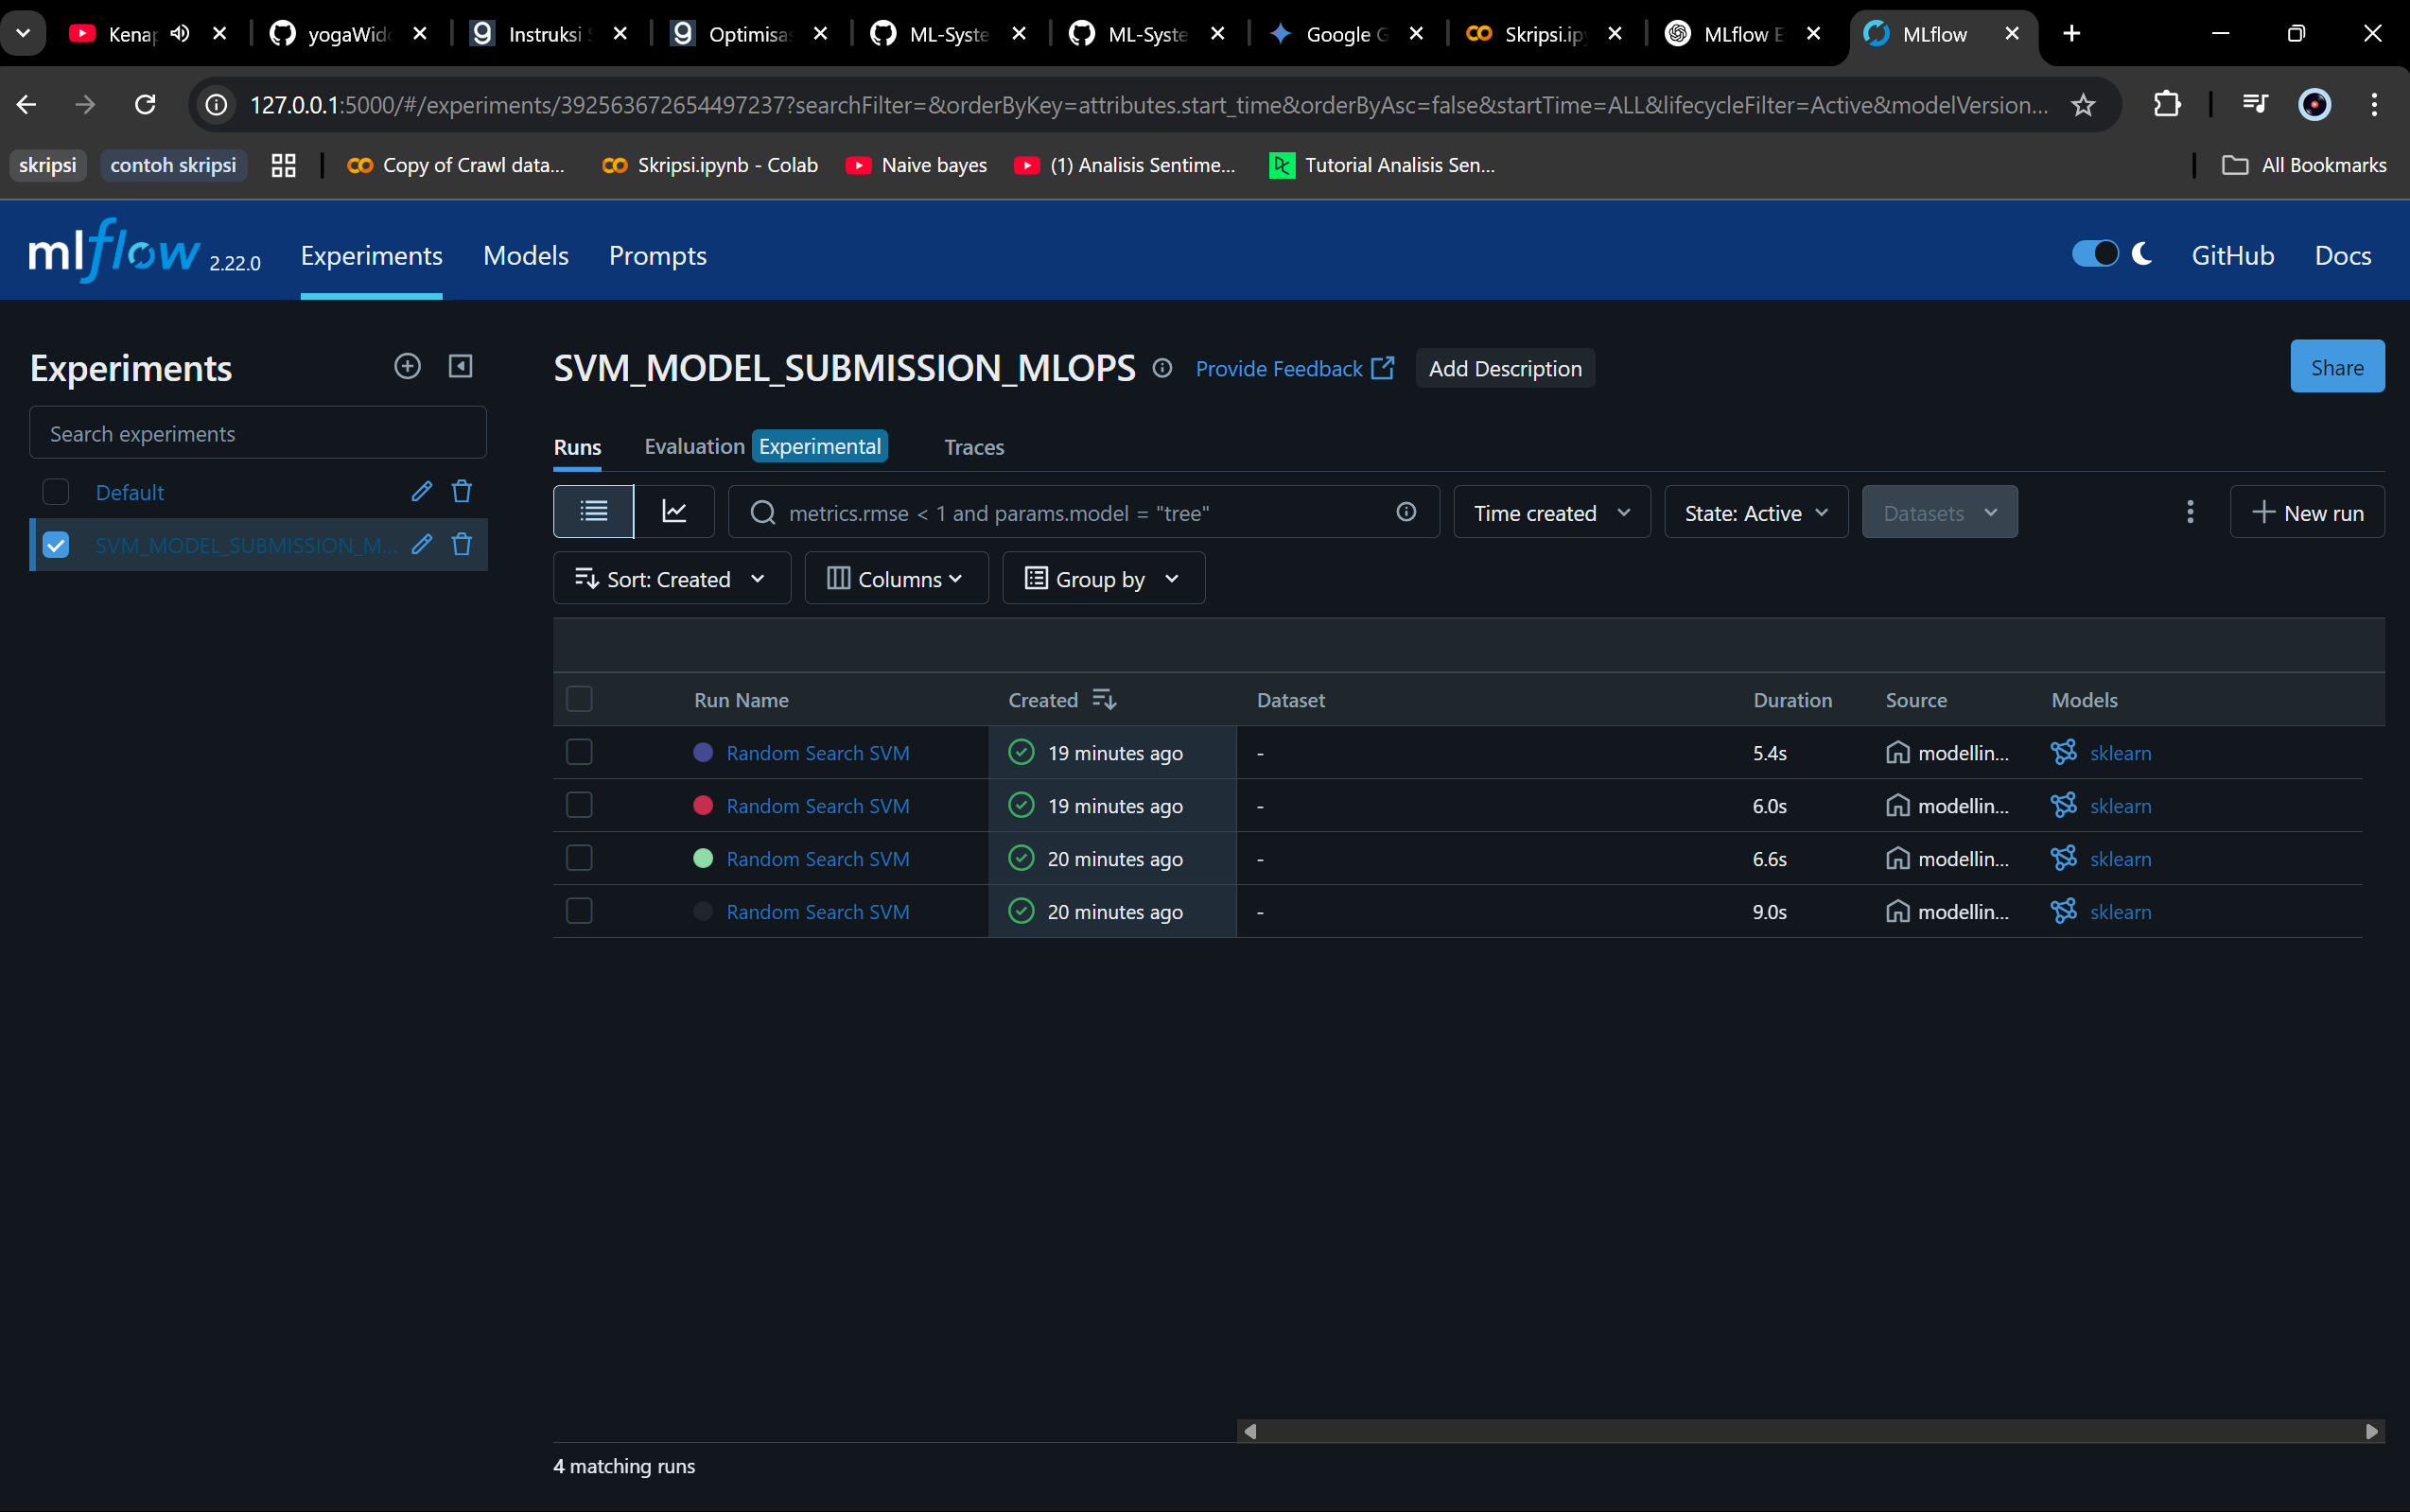 Kenap
yogaWid
Instruksi S
Optimisas
ML-Syste
ML-Syste
Google G
Skripsi.ip
MLflow E
MLflow
127.0.0.1:5000/#/experiments/392563672654497237?searchFilter=&orderByKey=attributes.start_time&orderByAsc=false&startTime=ALL&lifecycleFilter=Active&modelVersion...
skripsi contoh skripsi Copy of Crawl data... Skripsi.ipynb - Colab Naive bayes (1) Analisis Sentime... Tutorial Analisis Sen... All Bookmarks
mlflow 2.22.0 Experiments Models Prompts GitHub Docs
Experiments
Search experiments
Default
SVM_MODEL_SUBMISSION_M...
SVM_MODEL_SUBMISSION_MLOPS Provide Feedback Add Description Share
Runs Evaluation Experimental Traces
metrics.rmse < 1 and params.model = "tree" Time created State: Active Datasets New run
Sort: Created Columns Group by
Run Name Created Dataset Duration Source Models
Random Search SVM 19 minutes ago - 5.4s modellin... sklearn
Random Search SVM 19 minutes ago - 6.0s modellin... sklearn
Random Search SVM 20 minutes ago - 6.6s modellin... sklearn
Random Search SVM 20 minutes ago - 9.0s modellin... sklearn
4 matching runs